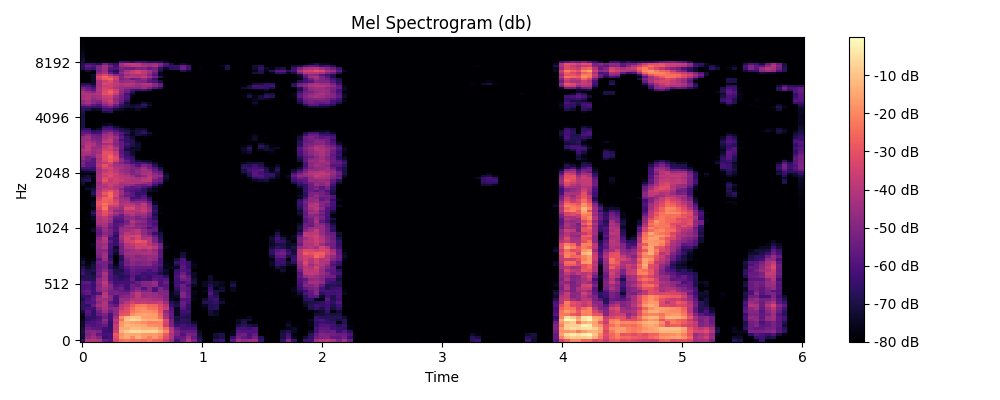 Mel Spectrogram (db)
8192
4096
2048
1024
512
0
Hz
0 1 2 3 4 5 6
Time
-10 dB
-20 dB
-30 dB
-40 dB
-50 dB
-60 dB
-70 dB
-80 dB